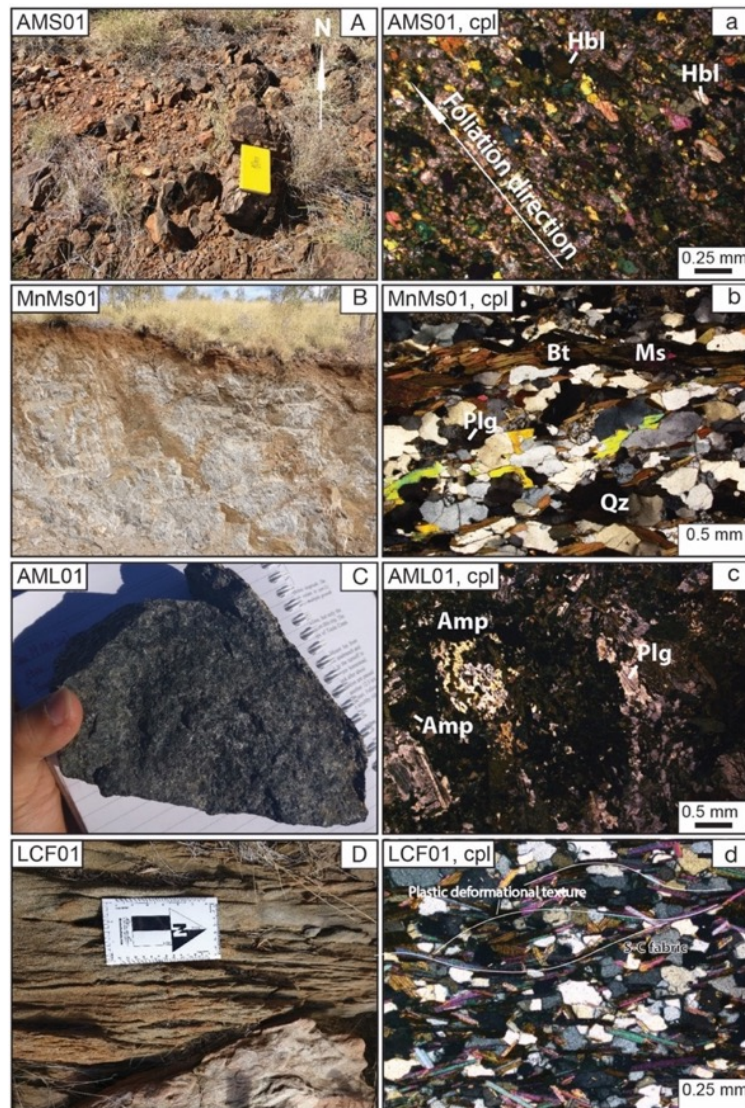 AMS01
A
N
AMS01, cpl
a
Hbl
Hbl
Foliation direction
0.25 mm
MnMs01
B
MnMs01, cpl
b
Bt
Ms
Plg
Qz
0.5 mm
AML01
C
AML01, cpl
c
Amp
Plg
Amp
0.5 mm
LCF01
D
N
LCF01, cpl
d
Plastic deformational texture
S-C fabric
0.25 mm